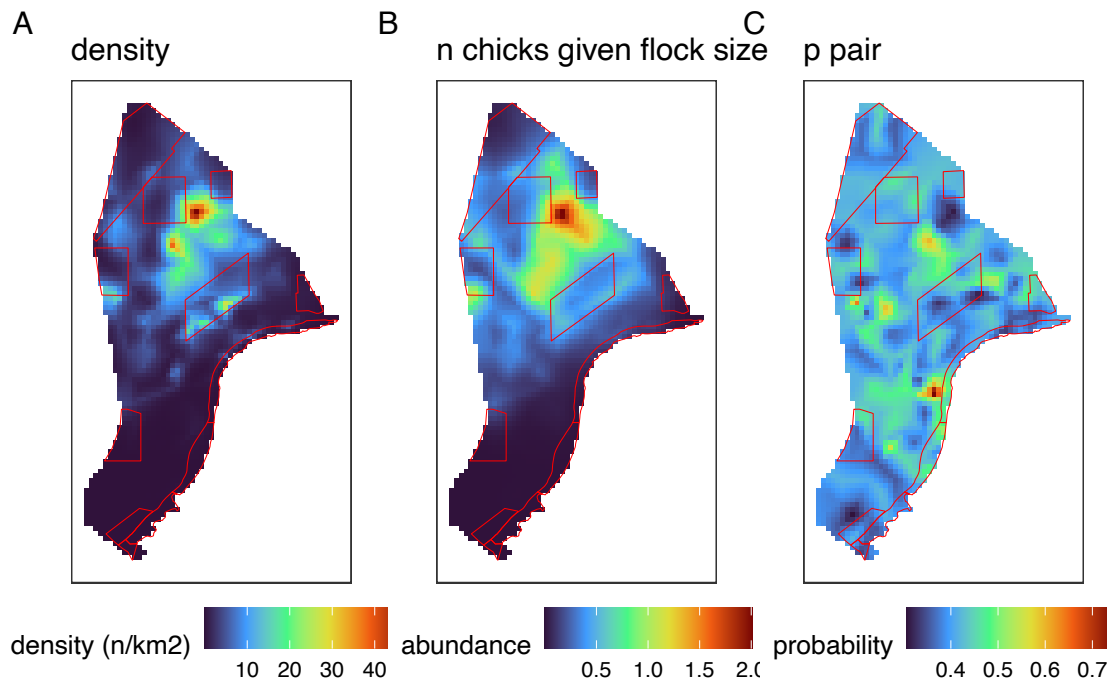 A
density
B
n chicks given flock size
C
p pair
density (n/km2)
10 20 30 40
abundance
0.5 1.0 1.5 2.0
probability
0.4 0.5 0.6 0.7